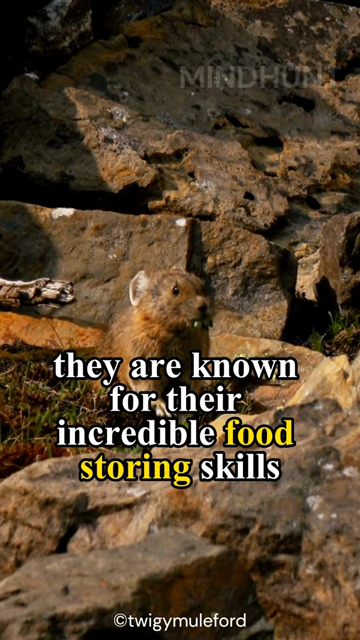 MINDHUN
they are known
for their
incredible food
storing skills
©twigymuleford